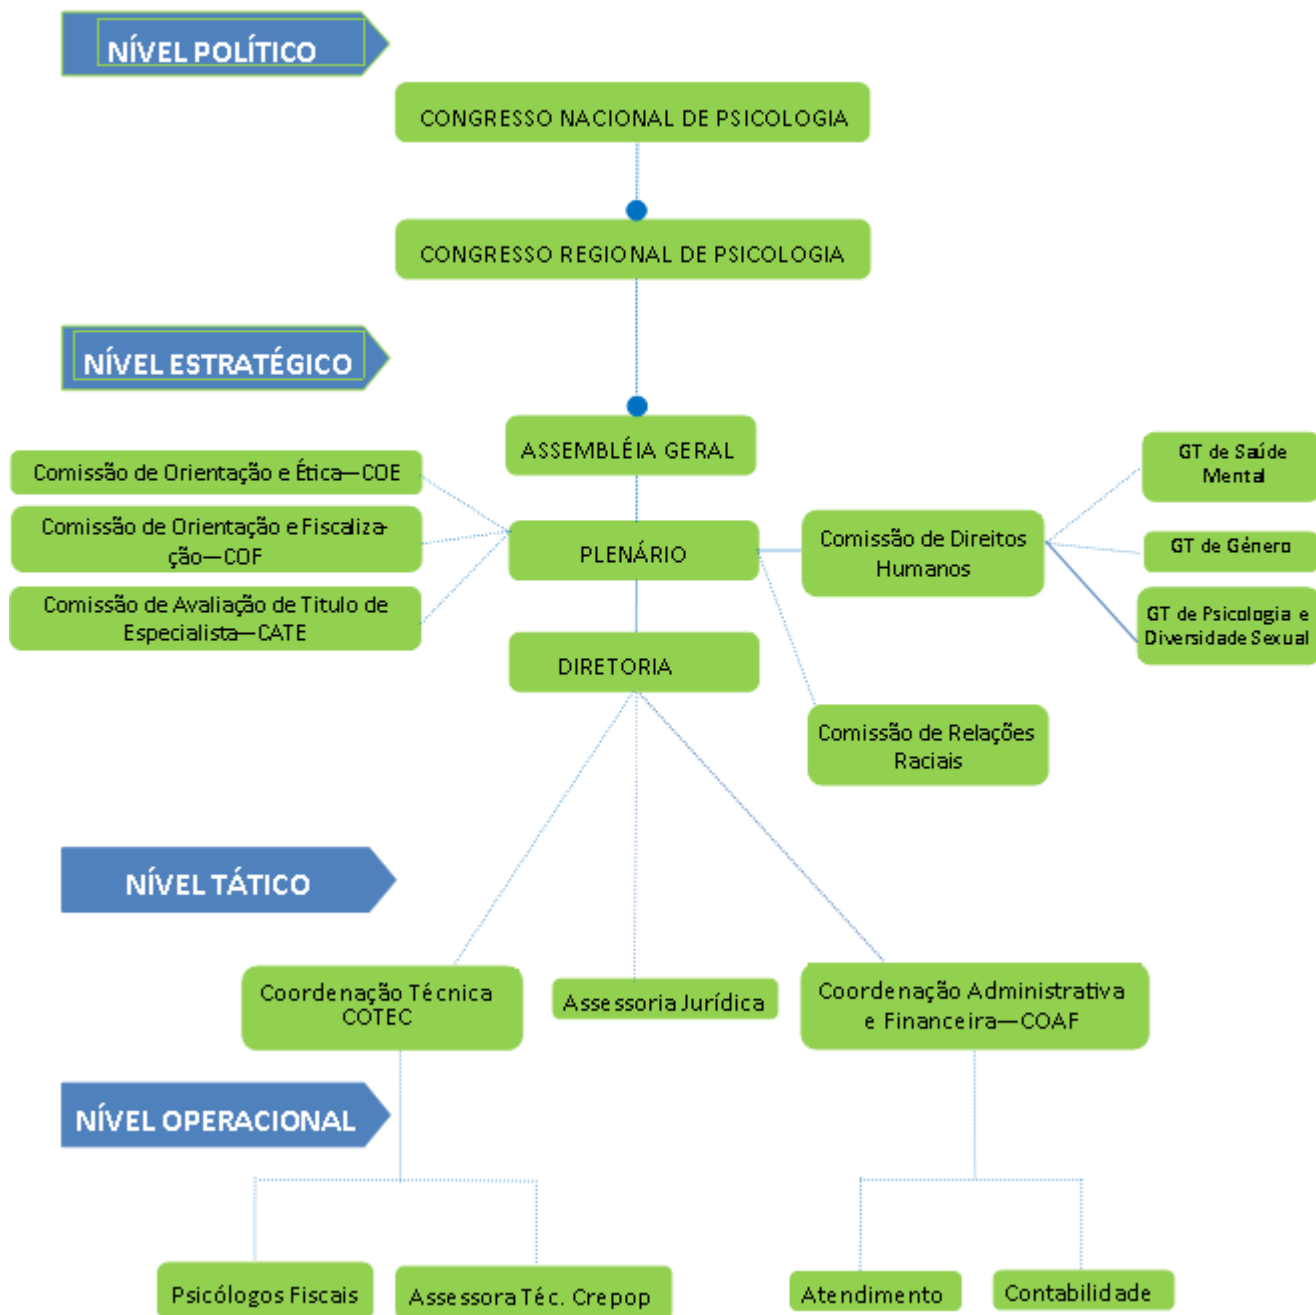 NÍVEL POLÍTICO
CONGRESSO NACIONAL DE PSICOLOGIA
CONGRESSO REGIONAL DE PSICOLOGIA
NÍVEL ESTRATÉGICO
ASSEMBLÉIA GERAL
Comissão de Orientação e Ética—COE
Comissão de Orientação e Fiscaliza-
ção—COF
Comissão de Avaliação de Titulo de
Especialista—CATE
PLENÁRIO
DIRETORIA
Comissão de Direitos
Humanos
GT de Saúde
Mental
GT de Género
GT de Psicologia e
Diversidade Sexual
Comissão de Relações
Raciais
NÍVEL TÁTICO
Coordenação Técnica
COTEC
Assessoria Jurídica
Coordenação Administrativa
e Financeira—COAF
NÍVEL OPERACIONAL
Psicólogos Fiscais
Assessora Téc. Crepop
Atendimento
Contabilidade